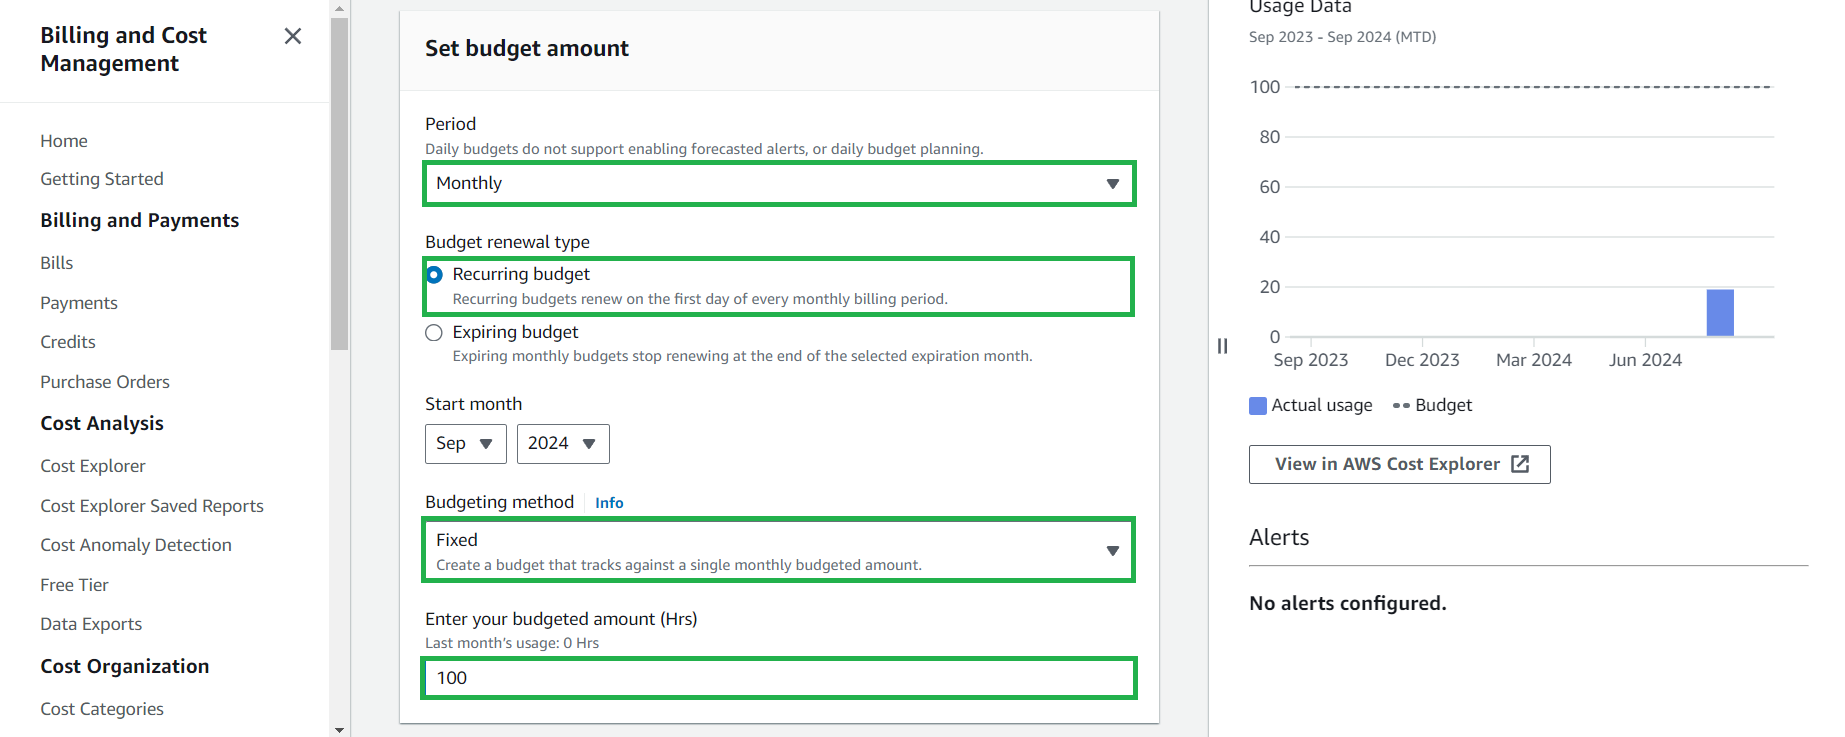 Billing and Cost
Management
Home
Getting Started
Billing and Payments
Bills
Payments
Credits
Purchase Orders
Cost Analysis
Cost Explorer
Cost Explorer Saved Reports
Cost Anomaly Detection
Free Tier
Data Exports
Cost Organization
Cost Categories
Set budget amount
Period
Daily budgets do not support enabling forecasted alerts, or daily budget planning.
Monthly
Budget renewal type
Recurring budget
Recurring budgets renew on the first day of every monthly billing period.
Expiring budget
Expiring monthly budgets stop renewing at the end of the selected expiration month.
Start month
Sep 2024
Budgeting method Info
Fixed
Create a budget that tracks against a single monthly budgeted amount.
Enter your budgeted amount (Hrs)
Last month's usage: 0 Hrs
100
Usage Data
Sep 2023 - Sep 2024 (MTD)
100
80
60
40
20
0
Sep 2023 Dec 2023 Mar 2024 Jun 2024
Actual usage Budget
View in AWS Cost Explorer
Alerts
No alerts configured.